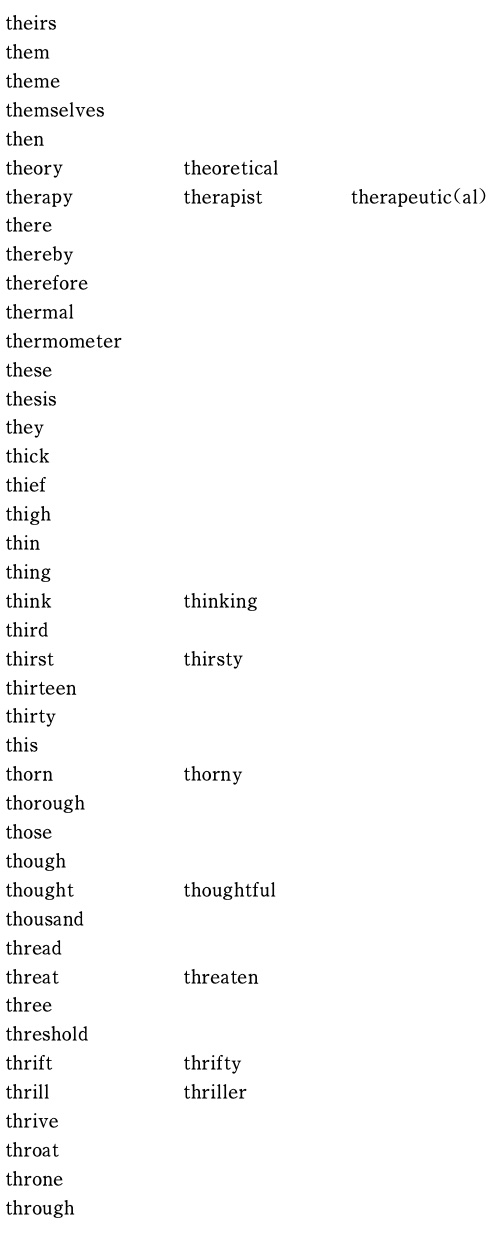 theirs
them
theme
themselves
then
theory theoretical
therapy therapist therapeutic(al)
there
thereby
therefore
thermal
thermometer
these
thesis
they
thick
thief
thigh
thin
thing
think thinking
third
thirst thirsty
thirteen
thirty
this
thorn thorny
thorough
those
though
thought thoughtful
thousand
thread
threat threaten
three
threshold
thrift thrifty
thrill thriller
thrive
throat
throne
through